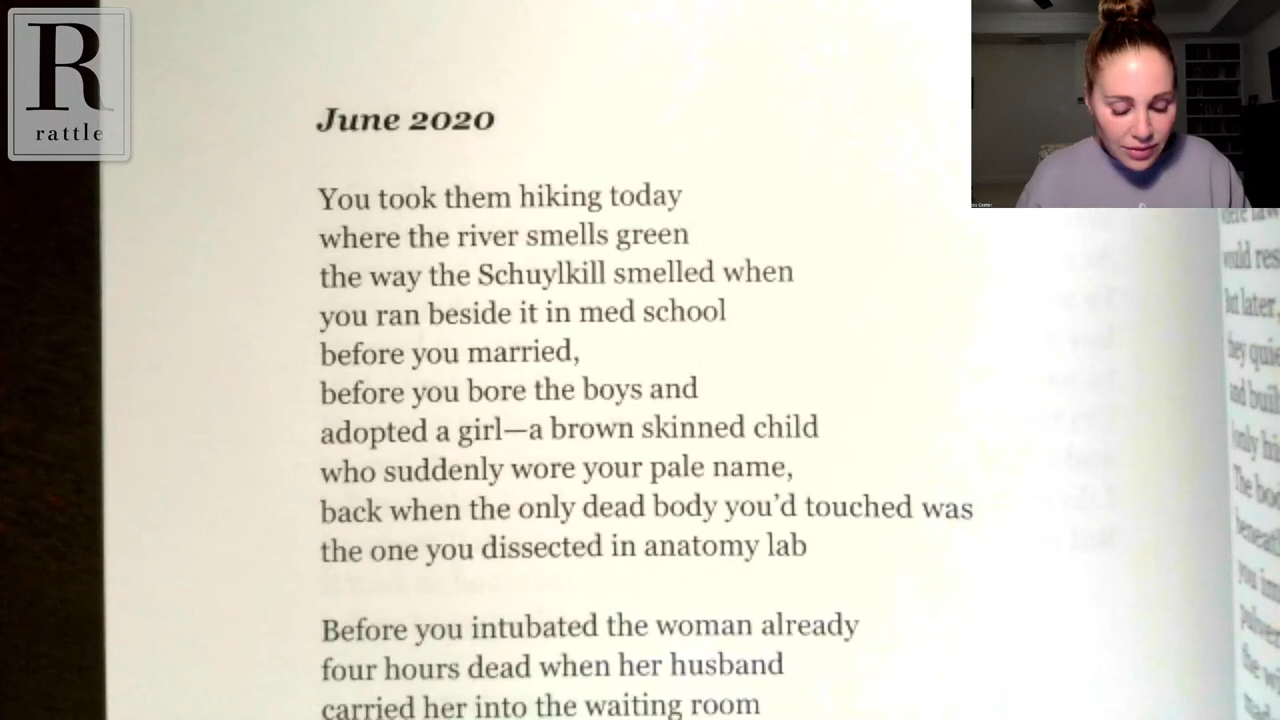 R
rattle
June 2020
You took them hiking today
where the river smells green
the way the Schuylkill smelled when
you ran beside it in med school
before you married,
before you bore the boys and
adopted a girl—a brown skinned child
who suddenly wore your pale name,
back when the only dead body you'd touched was
the one you dissected in anatomy lab
Before you intubated the woman already
four hours dead when her husband
carried her into the waiting room
but later,